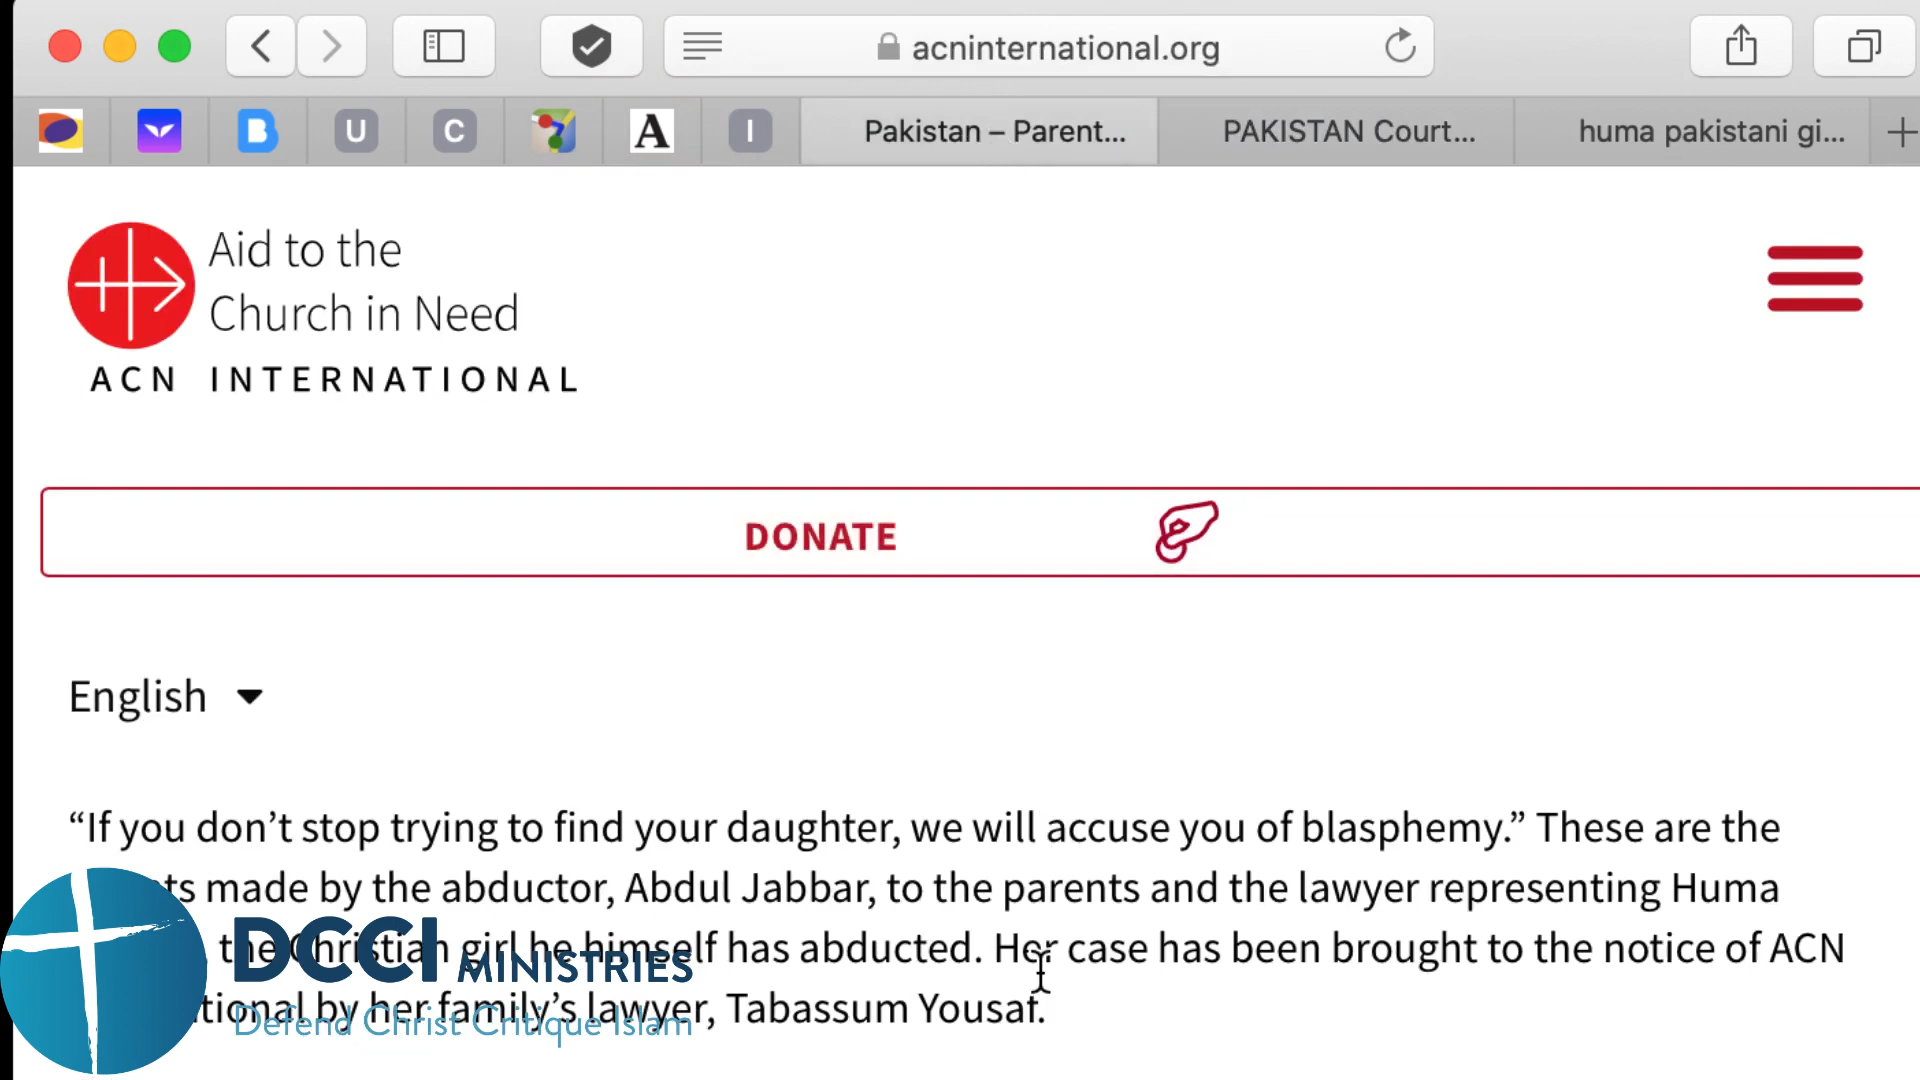 acninternational.org
B
U
C
A
I
Pakistan – Parent...
PAKISTAN Court...
huma pakistani gi...
Aid to the
Church in Need
ACN INTERNATIONAL
DONATE
English
“If you don’t stop trying to find your daughter, we will accuse you of blasphemy.” These are the
made by the abductor, Abdul Jabbar, to the parents and the lawyer representing Huma
the Christian girl he himself has abducted. Her case has been brought to the notice of ACN
by her family’s lawyer, Tabassum Yousaf.
DCCI MINISTRIES
Defend Christ Critique Islam